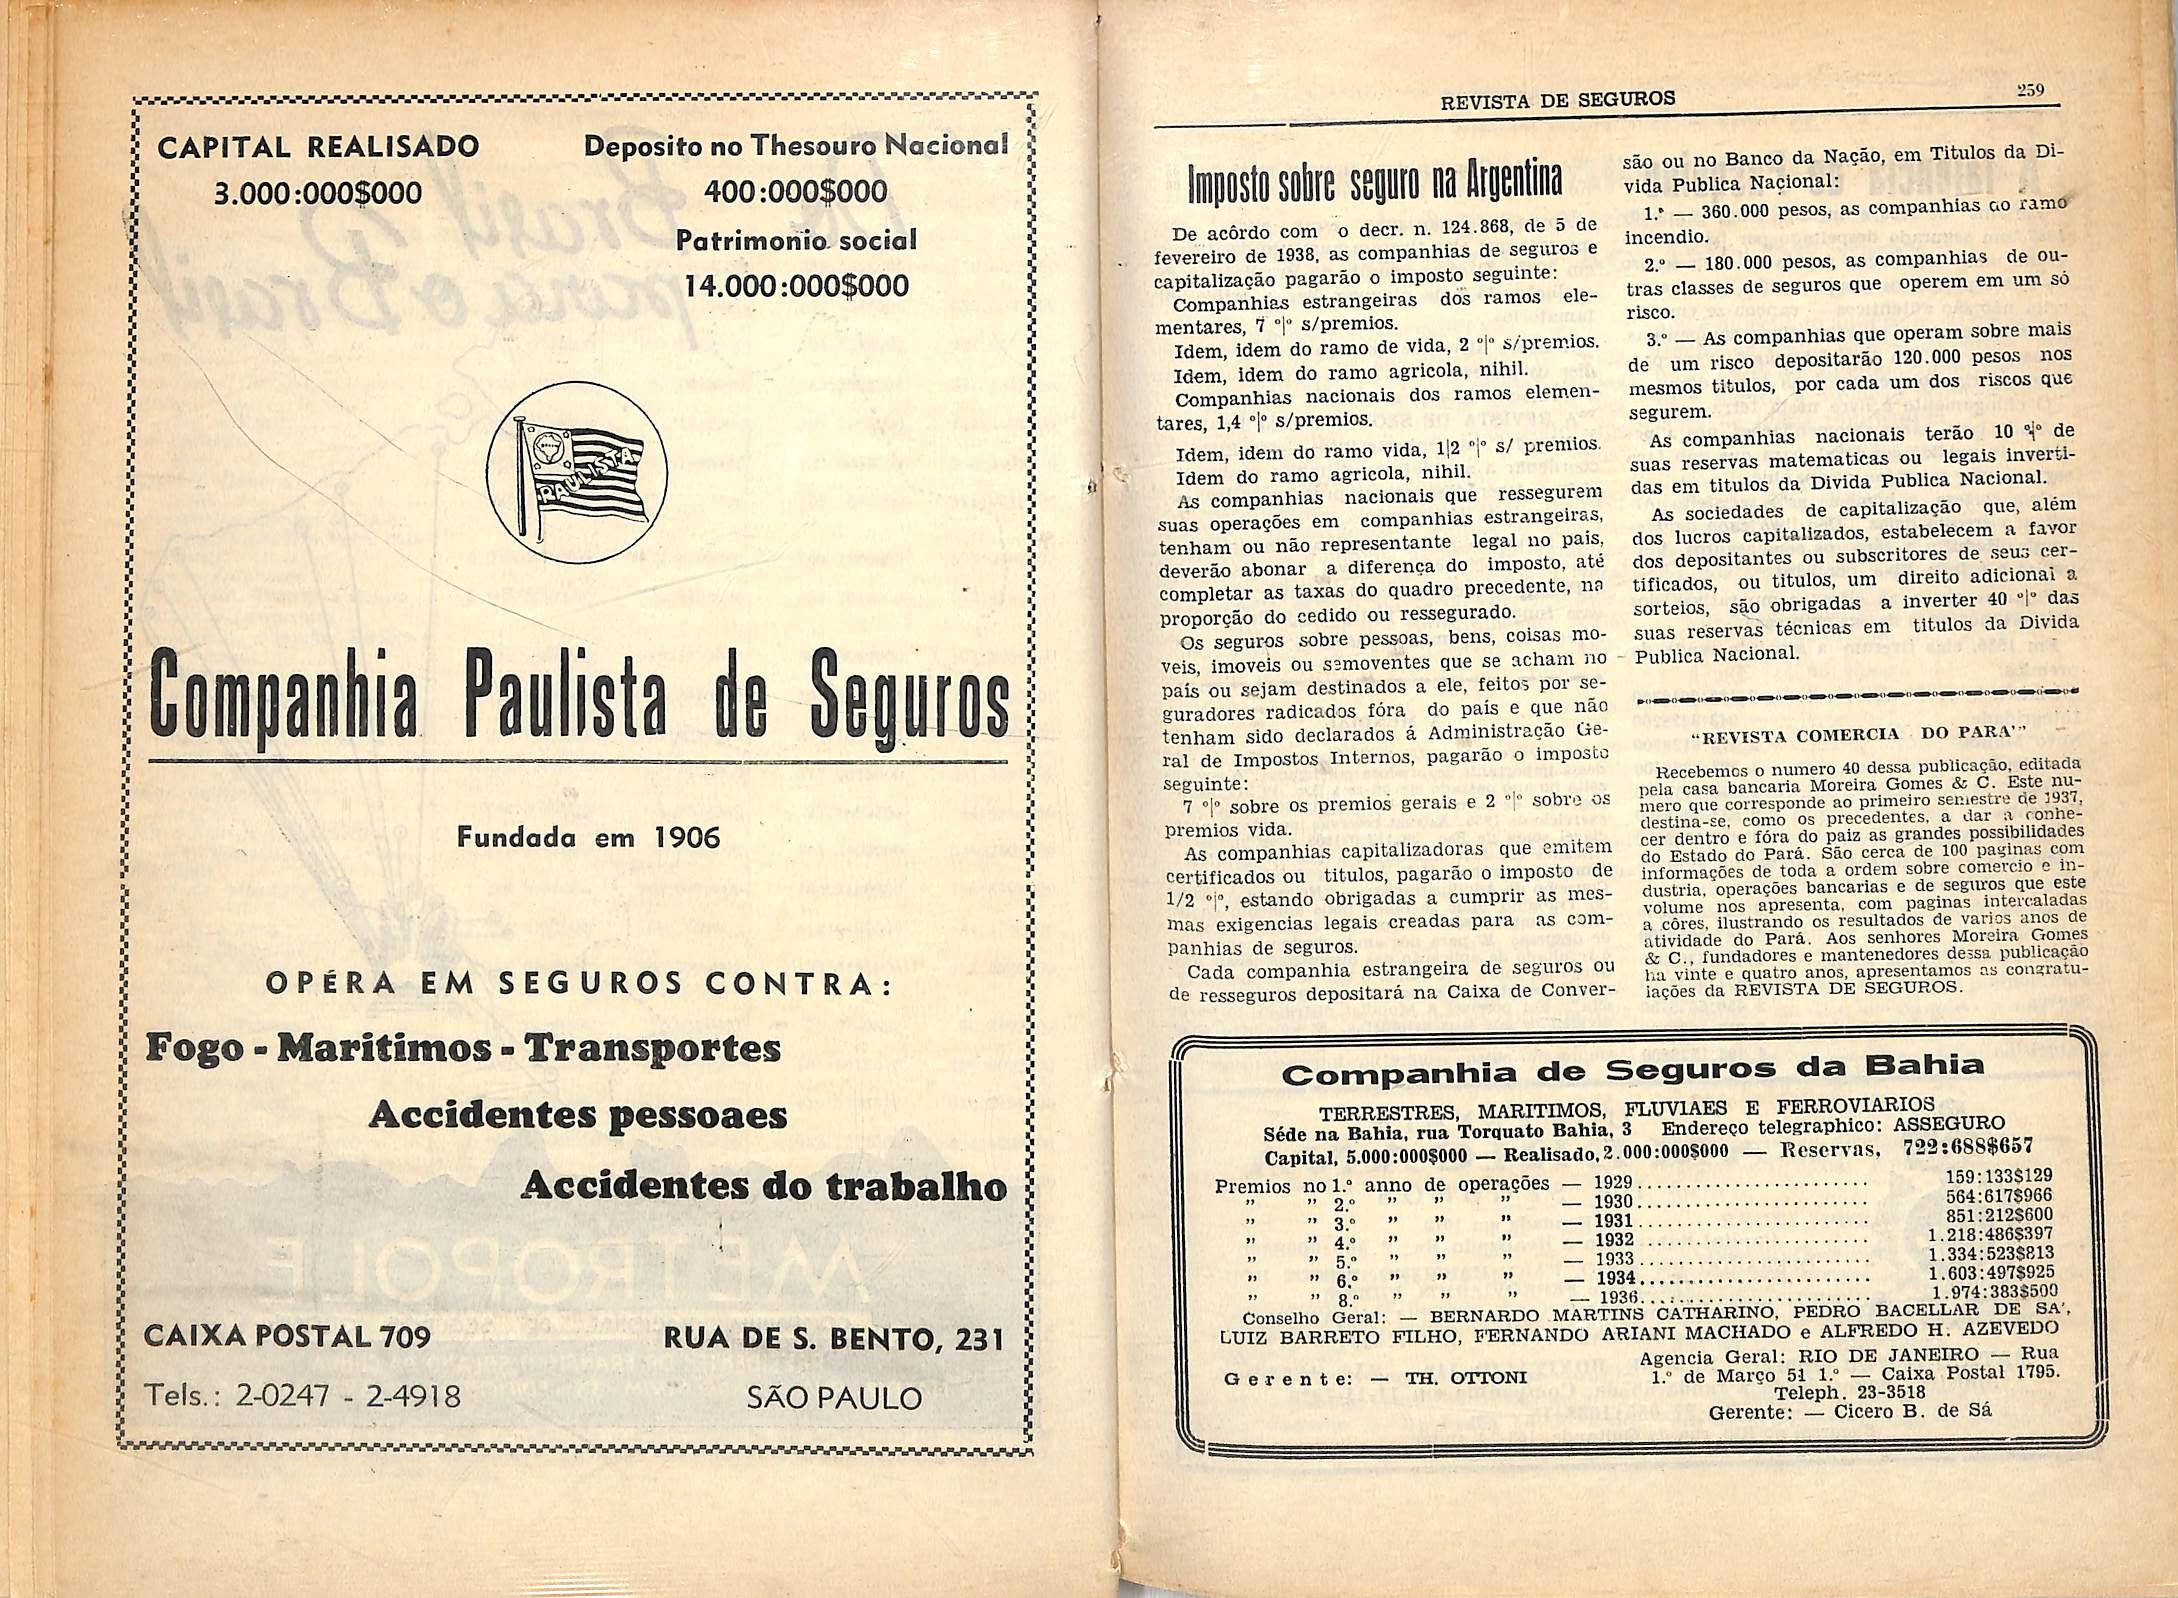 CAPITAL REALISADO
3.000:000$000
Deposito no Thesouro Nacional
400:000$000
Patrimonio social
14.000:000$000
PAULISTA
Companhia Paulista de Seguros
Fundada em 1906
OPÉRA EM SEGUROS CONTRA:
Fogo - Maritimos - Transportes
Accidentes pessoaes
Accidentes do trabalho
CAIXA POSTAL 709
RUA DE S. BENTO, 231
Tels.: 2-0247 - 2-4918
SÃO PAULO
REVISTA DE SEGUROS
259
Imposto sobre seguro na Argentina
De acôrdo com o decr. n. 124.868, de 5 de
fevereiro de 1938, as companhias de seguros e
capitalização pagarão o imposto seguinte:
Companhias estrangeiras dos ramos ele-
mentares, 7 °|° s/premios.
Idem, idem do ramo de vida, 2 °|° s/premios.
Idem, idem do ramo agricola, nihil.
Companhias nacionais dos ramos elemen-
tares, 1,4 °|° s/premios.
Idem, idem do ramo vida, 1|2 °|° s/ premios.
Idem do ramo agricola, nihil.
As companhias nacionais que ressegurem
suas operações em companhias estrangeiras,
tenham ou não representante legal no pais,
deverão abonar a diferença do imposto, até
completar as taxas do quadro precedente, na
proporção do cedido ou ressegurado.
Os seguros sobre pessoas, bens, coisas mo-
veis, imoveis ou semoventes que se acham no
país ou sejam destinados a ele, feitos por se-
guradores radicados fóra do país e que não
tenham sido declarados á Administração Ge-
ral de Impostos Internos, pagarão o imposto
seguinte:
7 °|° sobre os premios gerais e 2 °|° sobre os
premios vida.
As companhias capitalizadoras que emitem
certificados ou titulos, pagarão o imposto de
1/2 °|°, estando obrigadas a cumprir as mes-
mas exigencias legais creadas para as com-
panhias de seguros.
Cada companhia estrangeira de seguros ou
de resseguros depositará na Caixa de Conver-
são ou no Banco da Nação, em Titulos da Di-
vida Publica Nacional:
1.° — 360.000 pesos, as companhias do ramo
incendio.
2.° — 180.000 pesos, as companhias de ou-
tras classes de seguros que operem em um só
risco.
3.° — As companhias que operam sobre mais
de um risco depositarão 120.000 pesos nos
mesmos titulos, por cada um dos riscos que
segurem.
As companhias nacionais terão 10 °|° de
suas reservas matematicas ou legais inverti-
das em titulos da Divida Publica Nacional.
As sociedades de capitalização que, além
dos lucros capitalizados, estabelecem a favor
dos depositantes ou subscritores de seus cer-
tificados, ou titulos, um direito adicional a
sorteios, são obrigadas a inverter 40 °|° das
suas reservas técnicas em titulos da Divida
Publica Nacional.
"REVISTA COMERCIA DO PARA'"
Recebemos o numero 40 dessa publicação, editada
pela casa bancaria Moreira Gomes & C. Este nu-
mero que corresponde ao primeiro semestre de 1937,
destina-se, como os precedentes, a dar a conhe-
cer dentro e fóra do paiz as grandes possibilidades
do Estado do Pará. São cerca de 100 paginas com
informações de toda a ordem sobre comercio e in-
dustria, operações bancarias e de seguros que este
volume nos apresenta, com paginas intercaladas
a côres, ilustrando os resultados de varios anos de
atividade do Pará. Aos senhores Moreira Gomes
& C., fundadores e mantenedores dessa publicação
ha vinte e quatro anos, apresentamos as congratu-
lações da REVISTA DE SEGUROS.
Companhia de Seguros da Bahia
TERRESTRES, MARITIMOS, FLUVIAES E FERROVIARIOS
Séde na Bahia, rua Torquato Bahia, 3 Endereço telegraphico: ASSEGURO
Capital, 5.000:000$000 — Realisado, 2.000:000$000 — Reservas, 722:688$657
Premios no 1.° anno de operações — 1929 159:133$129
" " 2.° " " " — 1930 564:617$966
" " 3.° " " " — 1931 851:212$600
" " 4.° " " " — 1932 1.218:486$397
" " 5.° " " " — 1933 1.334:523$813
" " 6.° " " " — 1934 1.603:497$925
" " 8.° " " " — 1936 1.974:383$500
Conselho Geral: — BERNARDO MARTINS CATHARINO, PEDRO BACELLAR DE SA',
LUIZ BARRETO FILHO, FERNANDO ARIANI MACHADO e ALFREDO H. AZEVEDO
Gerente: — TH. OTTONI
Agencia Geral: RIO DE JANEIRO — Rua
1.° de Março 51 1.° — Caixa Postal 1795.
Teleph. 23-3518
Gerente: — Cicero B. de Sá